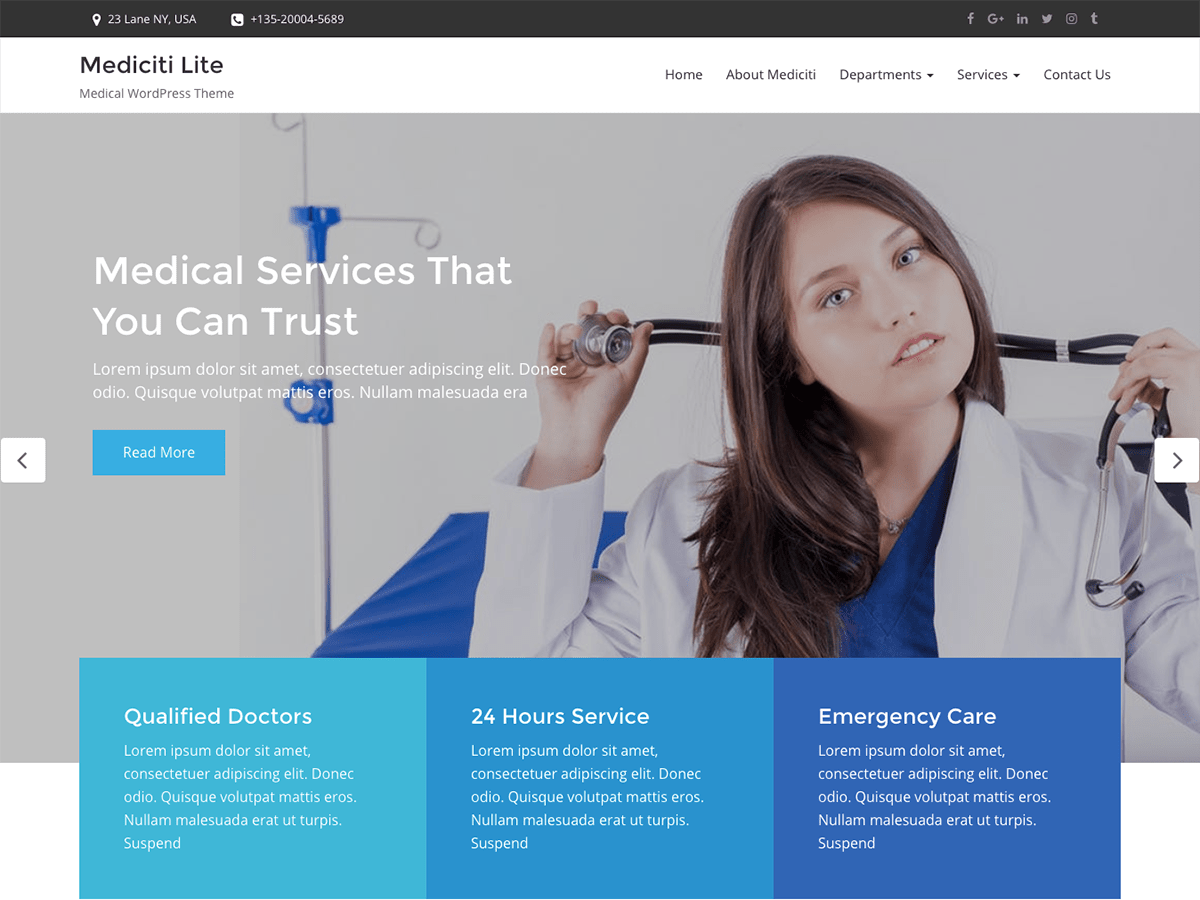 23 Lane NY, USA
+135-20004-5689
Mediciti Lite
Medical WordPress Theme
Home
About Mediciti
Departments
Services
Contact Us
Medical Services That
You Can Trust
Lorem ipsum dolor sit amet, consectetuer adipiscing elit. Donec
odio. Quisque volutpat mattis eros. Nullam malesuada era
Read More
Qualified Doctors
Lorem ipsum dolor sit amet,
consectetuer adipiscing elit. Donec
odio. Quisque volutpat mattis eros.
Nullam malesuada erat ut turpis.
Suspend
24 Hours Service
Lorem ipsum dolor sit amet,
consectetuer adipiscing elit. Donec
odio. Quisque volutpat mattis eros.
Nullam malesuada erat ut turpis.
Suspend
Emergency Care
Lorem ipsum dolor sit amet,
consectetuer adipiscing elit. Donec
odio. Quisque volutpat mattis eros.
Nullam malesuada erat ut turpis.
Suspend